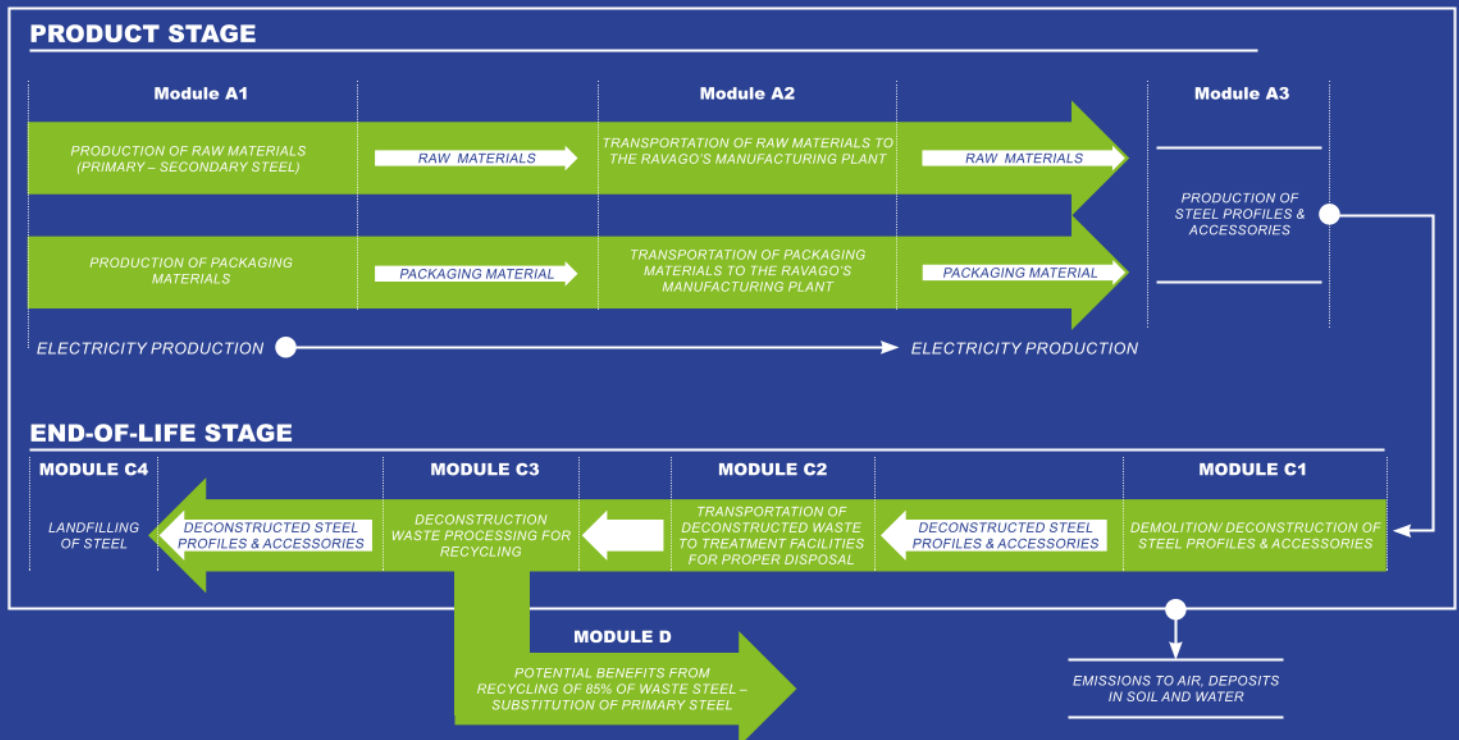 PRODUCT STAGE
Module A1
Module A2
Module A3
PRODUCTION OF RAW MATERIALS
(PRIMARY – SECONDARY STEEL)
RAW MATERIALS
TRANSPORTATION OF RAW MATERIALS TO
THE RAVAGO'S MANUFACTURING PLANT
RAW MATERIALS
PRODUCTION OF
STEEL PROFILES &
ACCESSORIES
PRODUCTION OF PACKAGING
MATERIALS
PACKAGING MATERIAL
TRANSPORTATION OF PACKAGING
MATERIALS TO THE RAVAGO'S
MANUFACTURING PLANT
PACKAGING MATERIAL
ELECTRICITY PRODUCTION
ELECTRICITY PRODUCTION
END-OF-LIFE STAGE
MODULE C4
MODULE C3
MODULE C2
MODULE C1
LANDFILLING
OF STEEL
DECONSTRUCTED STEEL
PROFILES & ACCESSORIES
DECONSTRUCTION
WASTE PROCESSING FOR
RECYCLING
TRANSPORTATION OF
DECONSTRUCTED WASTE
TO TREATMENT FACILITIES
FOR PROPER DISPOSAL
DECONSTRUCTED STEEL
PROFILES & ACCESSORIES
DEMOLITION/ DECONSTRUCTION OF
STEEL PROFILES & ACCESSORIES
MODULE D
POTENTIAL BENEFITS FROM
RECYCLING OF 85% OF WASTE STEEL –
SUBSTITUTION OF PRIMARY STEEL
EMISSIONS TO AIR, DEPOSITS
IN SOIL AND WATER